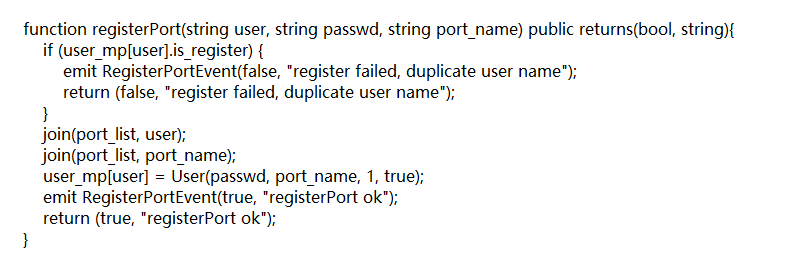 function registerPort(string user, string passwd, string port_name) public returns(bool, string){
if (user_mp[user].is_register) {
emit RegisterPortEvent(false, "register failed, duplicate user name");
return (false, "register failed, duplicate user name");
}
join(port_list, user);
join(port_list, port_name);
user_mp[user] = User(passwd, port_name, 1, true);
emit RegisterPortEvent(true, "registerPort ok");
return (true, "registerPort ok");
}